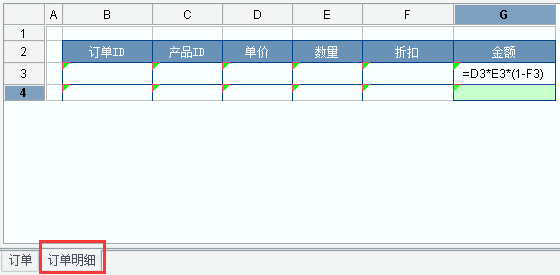 A B C D E F G
1
2 订单ID 产品ID 单价 数量 折扣 金额
3 =D3*E3*(1-F3)
4
订单 订单明细